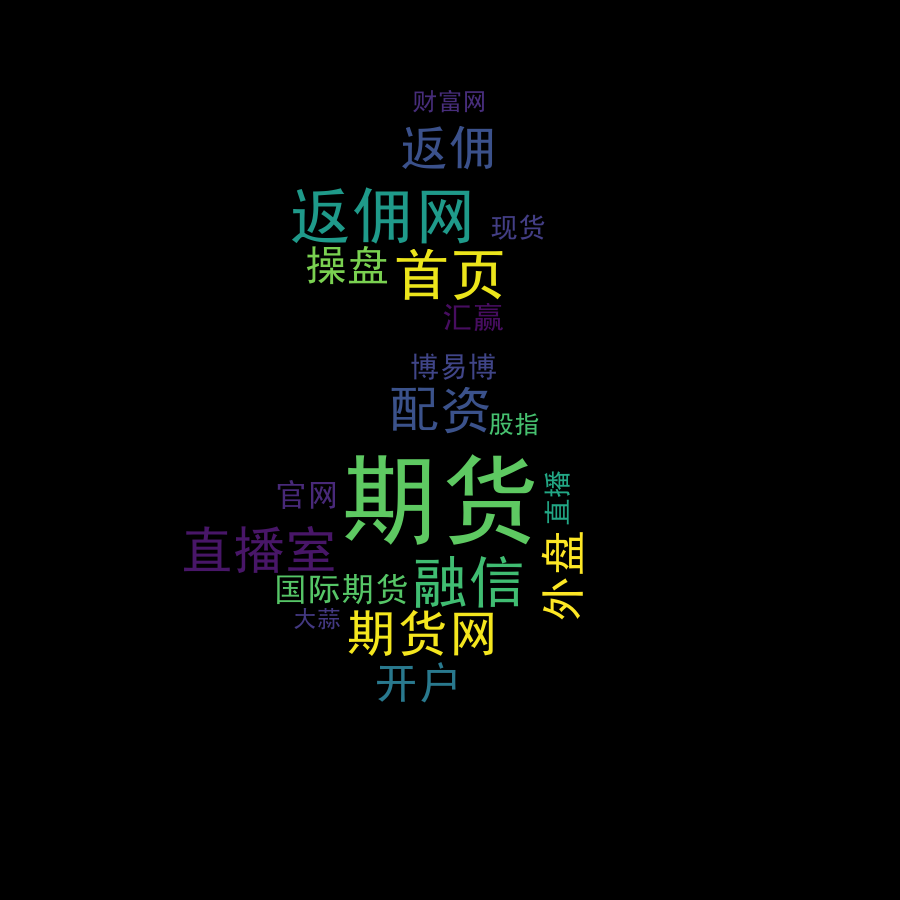 财富网
返佣
返佣网
现货
操盘
首页
汇赢
博易博
配资
股指
期货
官网
直播
直播室
外盘
融信
国际期货
大蒜
期货网
开户